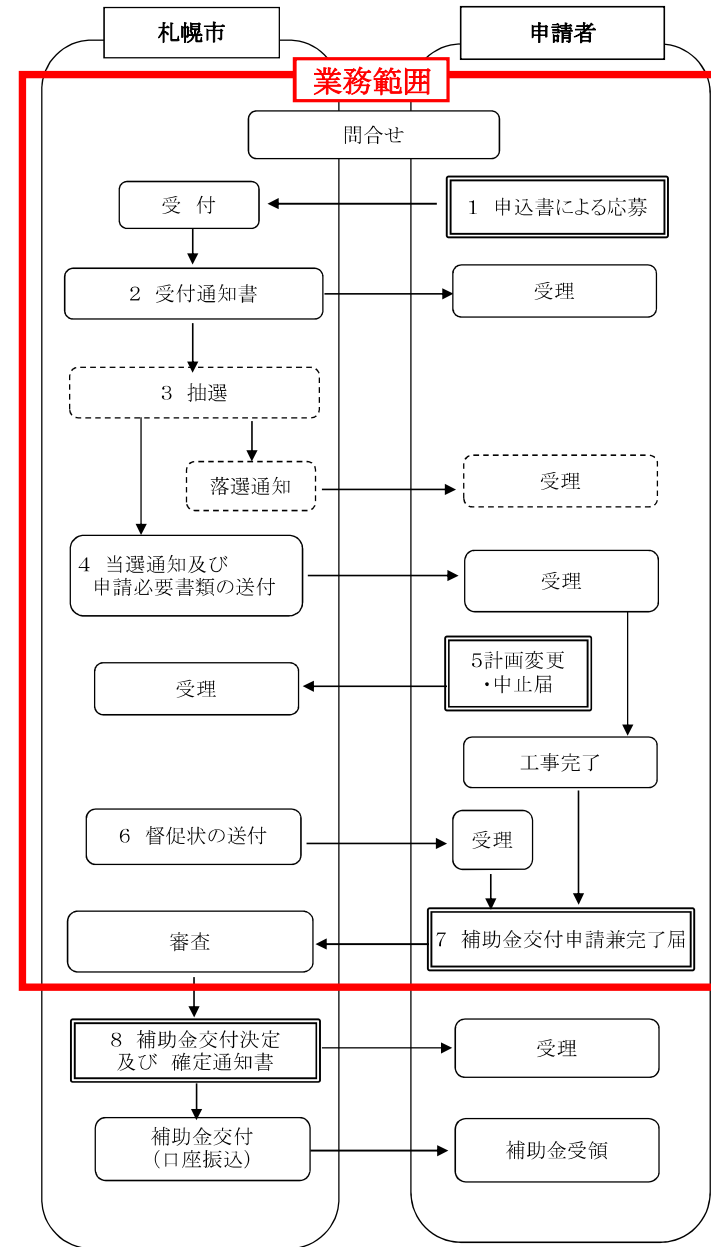 札幌市
申請者
業務範囲
問合せ
受 付
1 申込書による応募
2 受付通知書
受理
3 抽選
落選通知
受理
4 当選通知及び
申請必要書類の送付
受理
5計画変更
・中止届
受理
工事完了
6 督促状の送付
受理
審査
7 補助金交付申請兼完了届
8 補助金交付決定
及び 確定通知書
受理
補助金交付
(口座振込)
補助金受領